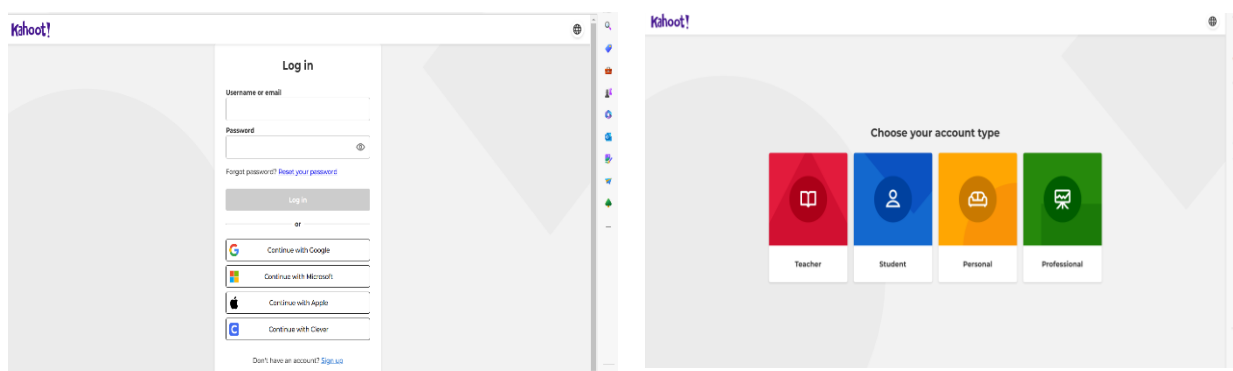 Kahoot!
Log in
Username or email
Password
Forgot password? Reset your password
Log in
or
Continue with Google
Continue with Microsoft
Continue with Apple
C Continue with Clever
Don't have an account? Sign up
Kahoot!
Choose your account type
Teacher Student Personal Professional